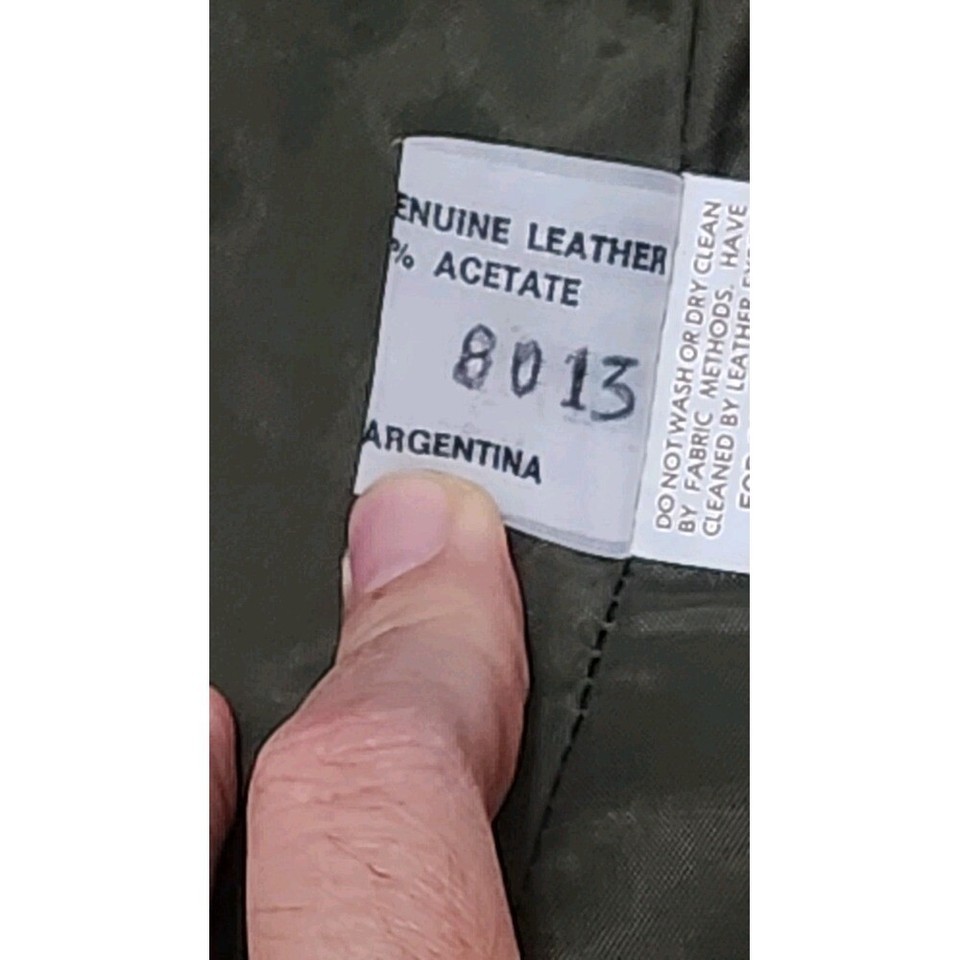 ENUINE LEATHER
% ACETATE
8013
ARGENTINA
DO NOT WASH OR DRY CLEAN
BY FABRIC METHODS. HAVE
CLEANED BY LEATHER